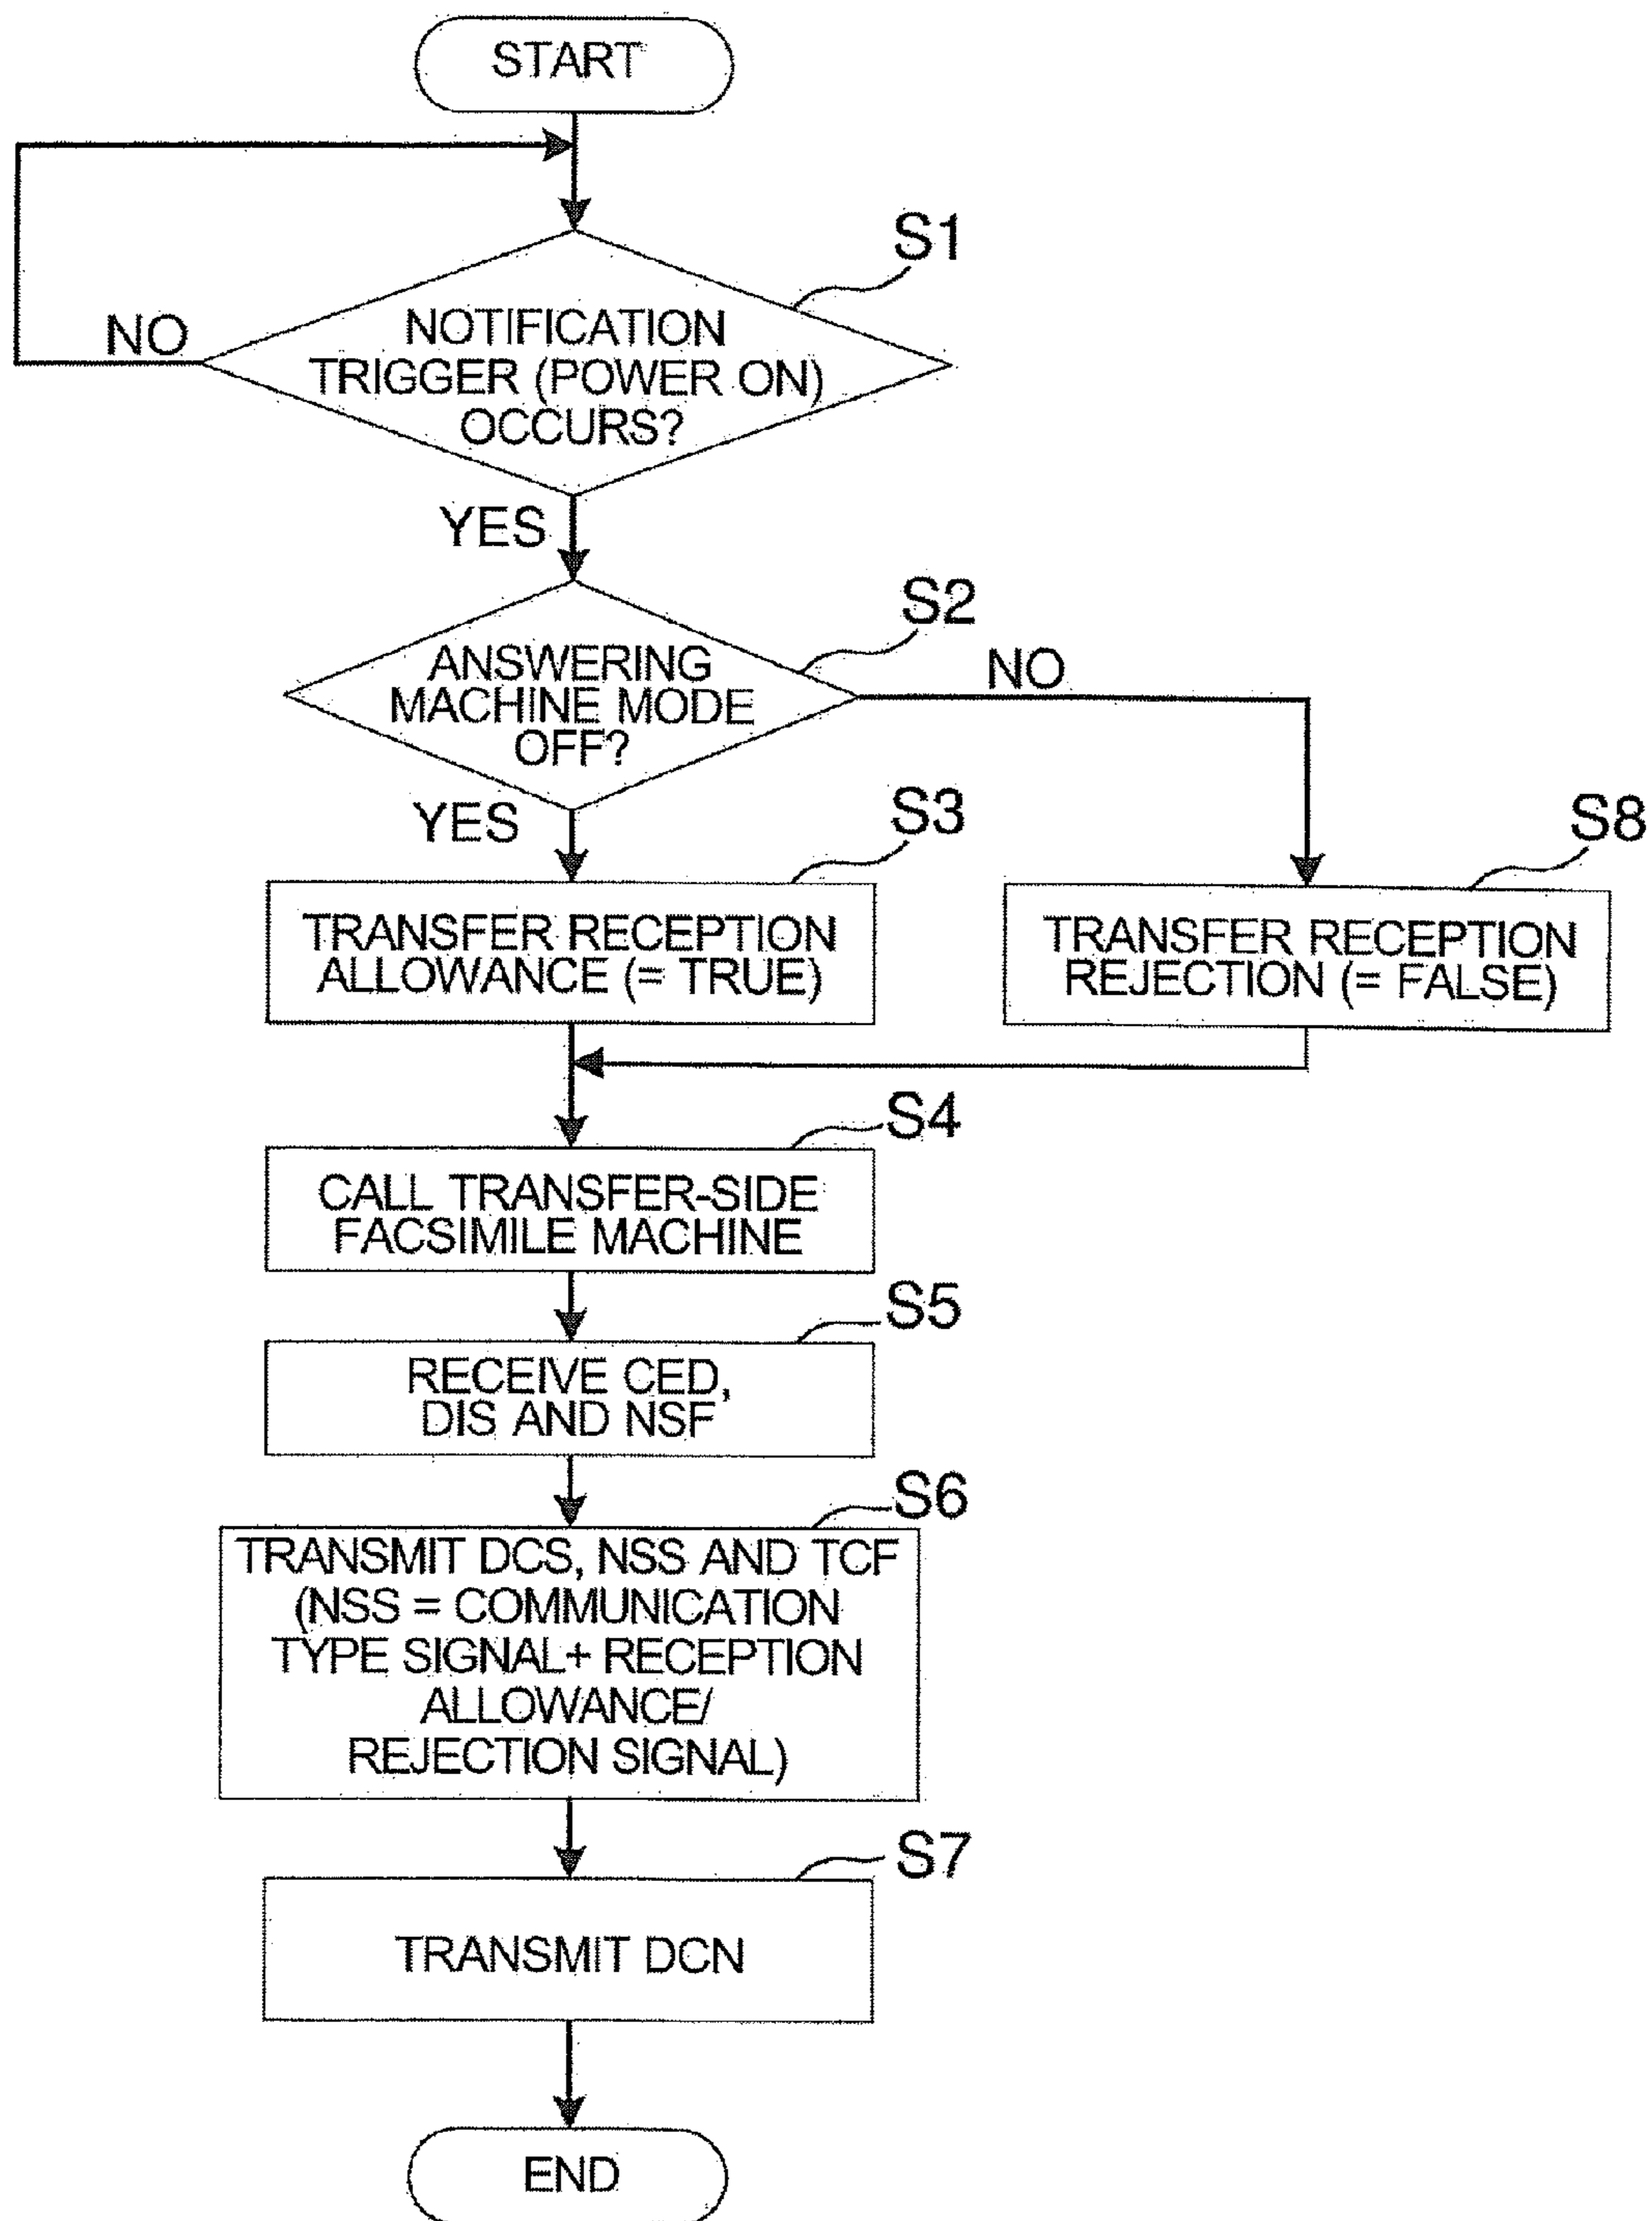 START
S1
NOTIFICATION
TRIGGER (POWER ON)
OCCURS?
NO
YES
S2
ANSWERING
MACHINE MODE
OFF?
NO
YES
S3
TRANSFER RECEPTION
ALLOWANCE (= TRUE)
S8
TRANSFER RECEPTION
REJECTION (= FALSE)
S4
CALL TRANSFER-SIDE
FACSIMILE MACHINE
S5
RECEIVE CED,
DIS AND NSF
S6
TRANSMIT DCS, NSS AND TCF
(NSS = COMMUNICATION
TYPE SIGNAL+ RECEPTION
ALLOWANCE/
REJECTION SIGNAL)
S7
TRANSMIT DCN
END